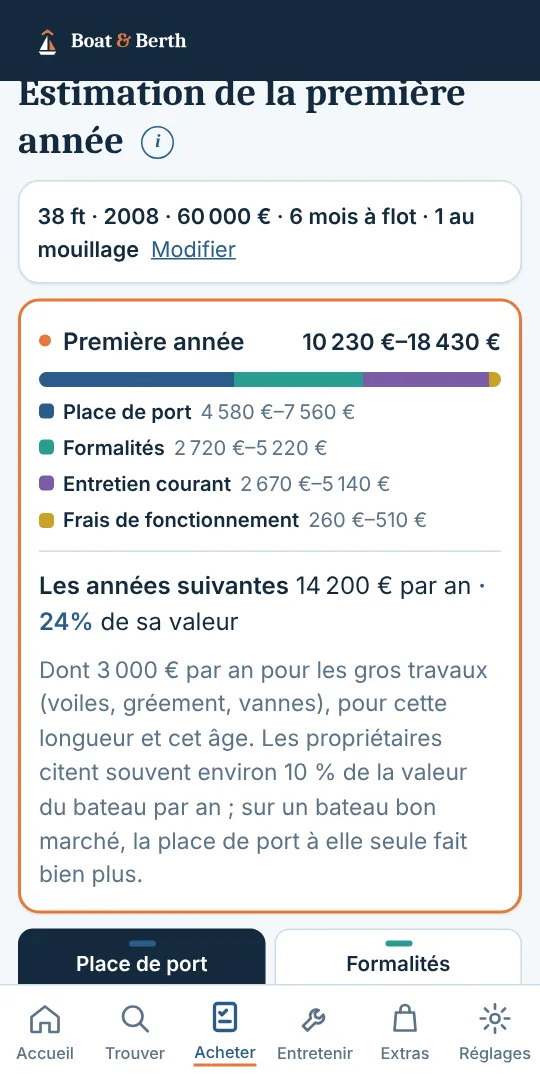 Boat & Berth
Estimation de la première
année i
38 ft · 2008 · 60 000 € · 6 mois à flot · 1 au
mouillage Modifier
Première année 10 230 €–18 430 €
Place de port 4 580 €–7 560 €
Formalités 2 720 €–5 220 €
Entretien courant 2 670 €–5 140 €
Frais de fonctionnement 260 €–510 €
Les années suivantes 14 200 € par an ·
24% de sa valeur
Dont 3 000 € par an pour les gros travaux
(voiles, gréement, vannes), pour cette
longueur et cet âge. Les propriétaires
citent souvent environ 10 % de la valeur
du bateau par an ; sur un bateau bon
marché, la place de port à elle seule fait
bien plus.
Place de port Formalités
Accueil Trouver Acheter Entretenir Extras Réglages